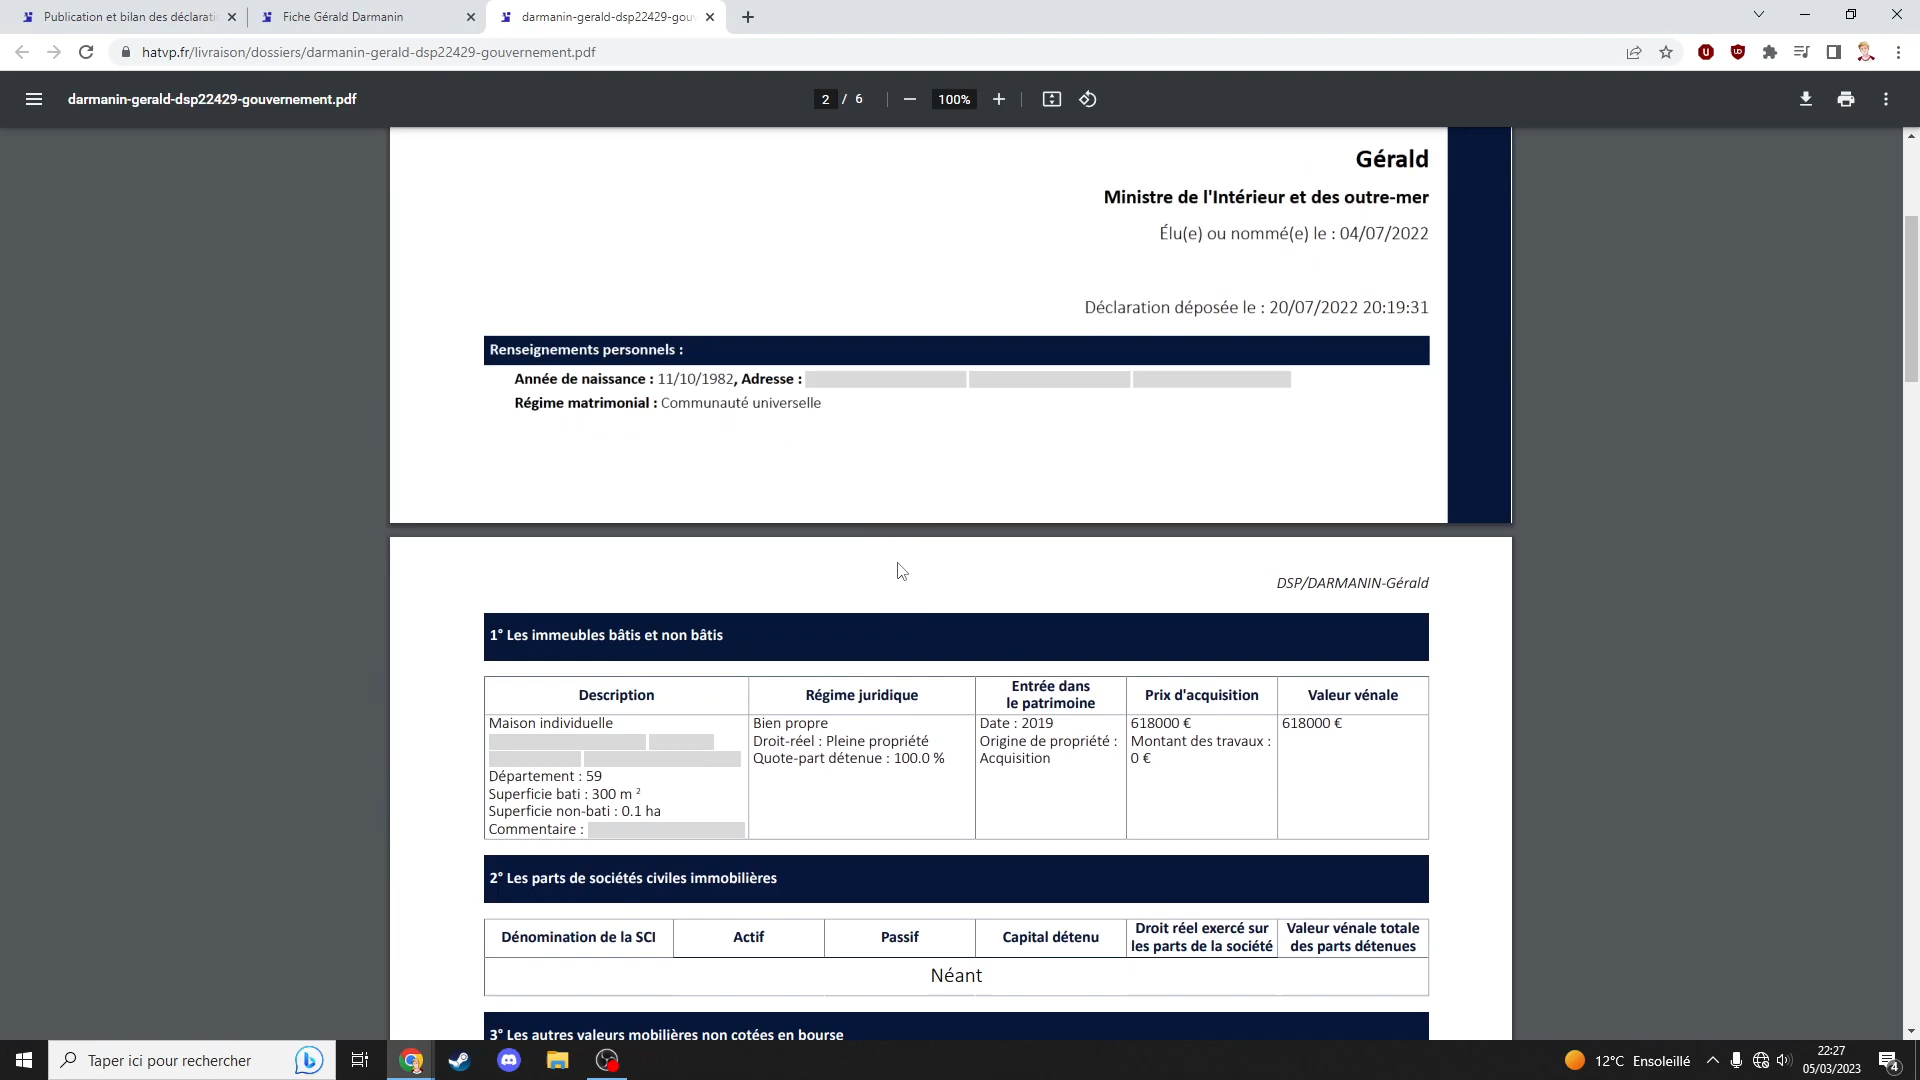 Publication et bilan des déclarati
Fiche Gérald Darmanin
darmanin-gerald-dsp22429-gouv
hatvp.fr/livraison/dossiers/darmanin-gerald-dsp22429-gouvernement.pdf
darmanin-gerald-dsp22429-gouvernement.pdf
2 / 6
100%
Gérald
Ministre de l'Intérieur et des outre-mer
Élu(e) ou nommé(e) le : 04/07/2022
Déclaration déposée le : 20/07/2022 20:19:31
Renseignements personnels :
Année de naissance : 11/10/1982, Adresse :
Régime matrimonial : Communauté universelle
DSP/DARMANIN-Gérald
1° Les immeubles bâtis et non bâtis
Description
Régime juridique
Entrée dans
le patrimoine
Prix d'acquisition
Valeur vénale
Maison individuelle
Département : 59
Superficie bati : 300 m ²
Superficie non-bati : 0.1 ha
Commentaire :
Bien propre
Droit-réel : Pleine propriété
Quote-part détenue : 100.0 %
Date : 2019
Origine de propriété :
Acquisition
618000 €
Montant des travaux :
0 €
618000 €
2° Les parts de sociétés civiles immobilières
Dénomination de la SCI
Actif
Passif
Capital détenu
Droit réel exercé sur
les parts de la société
Valeur vénale totale
des parts détenues
Néant
3° Les autres valeurs mobilières non cotées en bourse
Taper ici pour rechercher
12°C Ensoleillé
22:27
05/03/2023
4